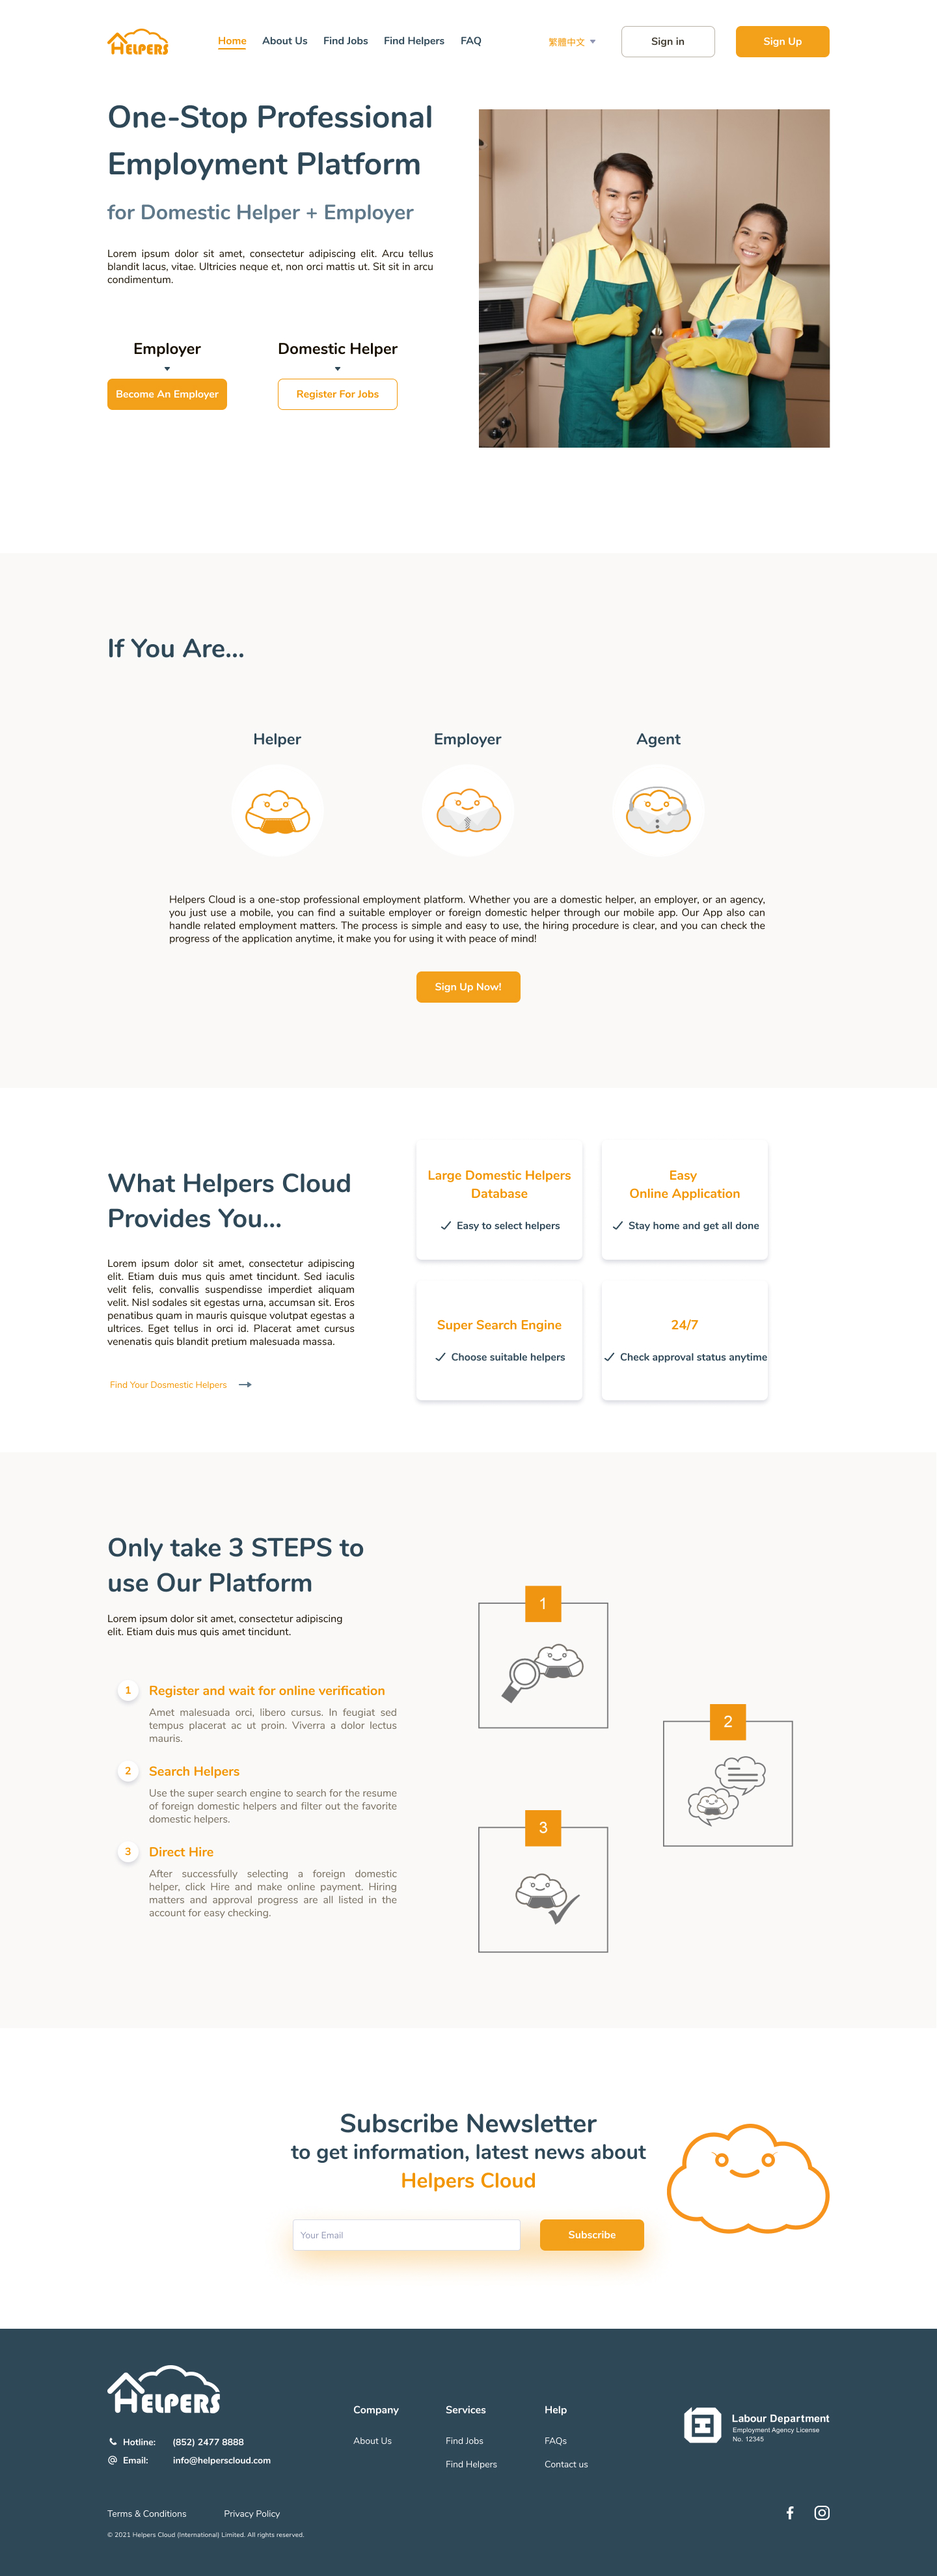 HELPERS
Home
About Us
Find Jobs
Find Helpers
FAQ
繁體中文
Sign in
Sign Up
One-Stop Professional
Employment Platform
for Domestic Helper + Employer
Lorem ipsum dolor sit amet, consectetur adipiscing elit. Arcu tellus
blandit lacus, vitae. Ultricies neque et, non orci mattis ut. Sit sit in arcu
condimentum.
Employer
Domestic Helper
Become An Employer
Register For Jobs
If You Are...
Helper
Employer
Agent
Helpers Cloud is a one-stop professional employment platform. Whether you are a domestic helper, an employer, or an agency,
you just use a mobile, you can find a suitable employer or foreign domestic helper through our mobile app. Our App also can
handle related employment matters. The process is simple and easy to use, the hiring procedure is clear, and you can check the
progress of the application anytime, it make you for using it with peace of mind!
Sign Up Now!
What Helpers Cloud
Provides You...
Lorem ipsum dolor sit amet, consectetur adipiscing
elit. Etiam duis mus quis amet tincidunt. Sed iaculis
velit felis, convallis suspendisse imperdiet aliquam
velit. Nisl sodales sit egestas urna, accumsan sit. Eros
penatibus quam in mauris quisque volutpat egestas a
ultrices. Eget tellus in orci id. Placerat amet cursus
venenatis quis blandit pretium malesuada massa.
Find Your Dosmestic Helpers
Large Domestic Helpers
Database
Easy to select helpers
Easy
Online Application
Stay home and get all done
Super Search Engine
Choose suitable helpers
24/7
Check approval status anytime
Only take 3 STEPS to
use Our Platform
Lorem ipsum dolor sit amet, consectetur adipiscing
elit. Etiam duis mus quis amet tincidunt.
1
Register and wait for online verification
Amet malesuada orci, libero cursus. In feugiat sed
tempus placerat ac ut proin. Viverra a dolor lectus
mauris.
2
Search Helpers
Use the super search engine to search for the resume
of foreign domestic helpers and filter out the favorite
domestic helpers.
3
Direct Hire
After successfully selecting a foreign domestic
helper, click Hire and make online payment. Hiring
matters and approval progress are all listed in the
account for easy checking.
1
2
3
Subscribe Newsletter
to get information, latest news about
Helpers Cloud
Your Email
Subscribe
HELPERS
Hotline: (852) 2477 8888
Email: info@helperscloud.com
Company
About Us
Services
Find Jobs
Find Helpers
Help
FAQs
Contact us
Labour Department
Employment Agency License
No. 12345
Terms & Conditions
Privacy Policy
© 2021 Helpers Cloud (International) Limited. All rights reserved.